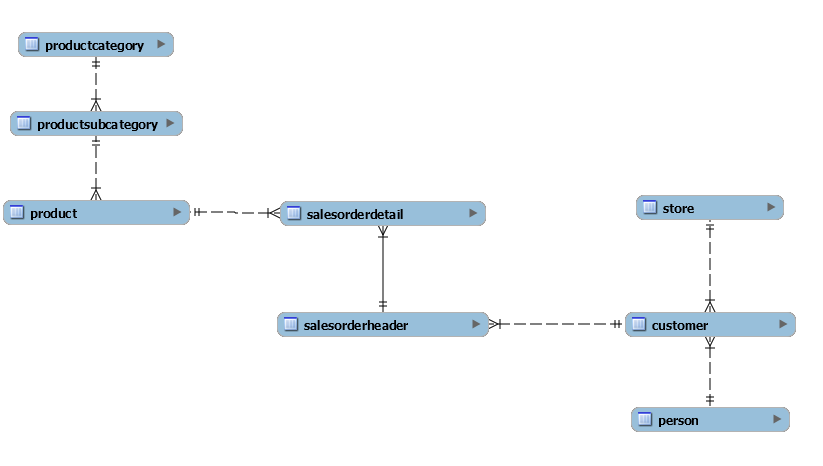 productcategory
productsubcategory
product
salesorderdetail
store
salesorderheader
customer
person